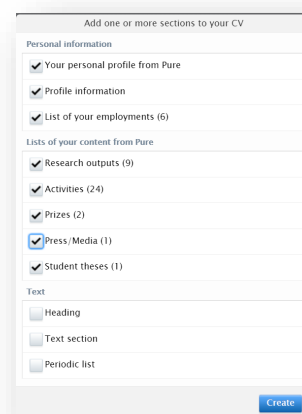 Add one or more sections to your CV
Personal information
Your personal profile from Pure
Profile information
List of your employments (6)
Lists of your content from Pure
Research outputs (9)
Activities (24)
Prizes (2)
Press/Media (1)
Student theses (1)
Text
Heading
Text section
Periodic list
Create